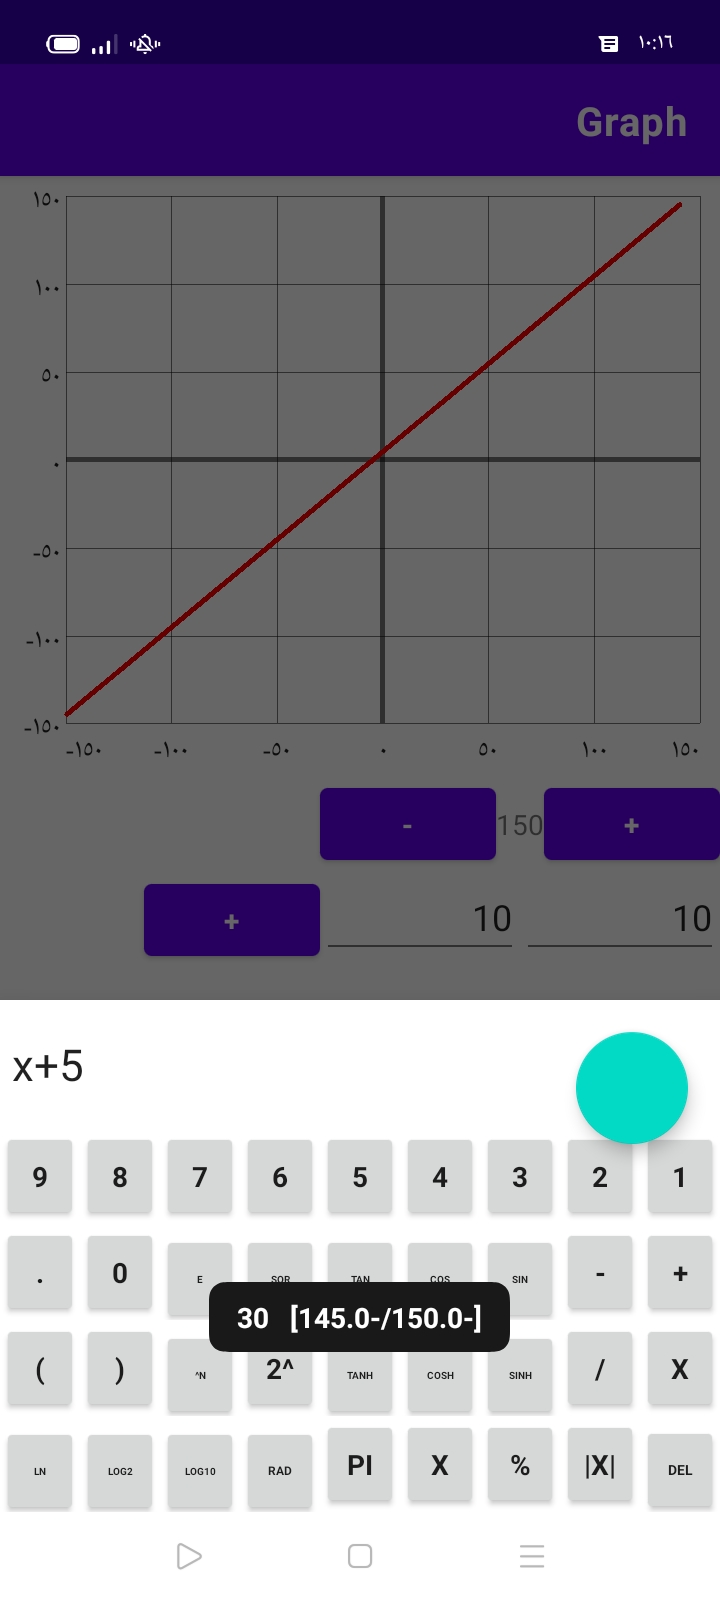 ١٠:١٦
Graph
١٥٠
١٠٠
٥٠
٠
-٥٠
-١٠٠
-١٥٠
-١٥٠ -١٠٠ -٥٠ ٠ ٥٠ ١٠٠ ١٥٠
- 150 +
+ 10 10
x+5
9 8 7 6 5 4 3 2 1
. 0 E SQR TAN COS SIN - +
30 [145.0-/150.0-]
( ) ^N 2^ TANH COSH SINH / X
LN LOG2 LOG10 RAD PI X % |X| DEL